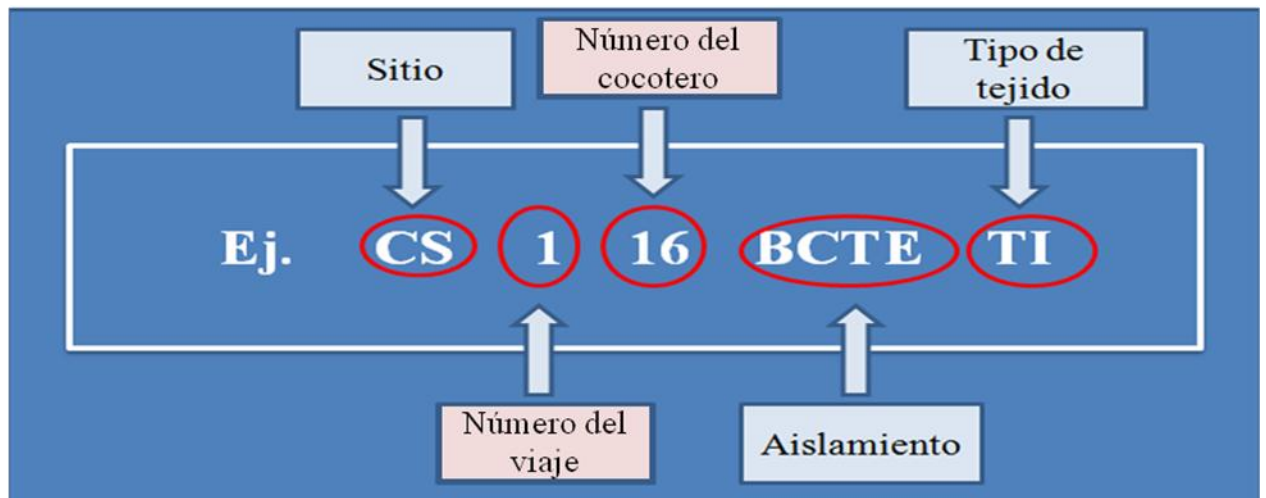 Sitio
Número del
cocotero
Tipo de
tejido
Ej. CS 1 16 BCTE TI
Número del
viaje
Aislamiento